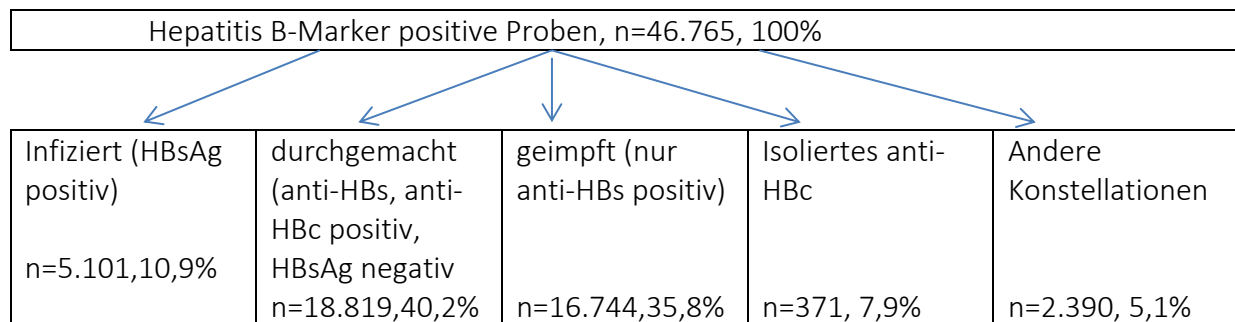 Hepatitis B-Marker positive Proben, n=46.765, 100%
Infiziert (HBsAg
positiv)
n=5.101,10,9%
durchgemacht
(anti-HBs, anti-
HBc positiv,
HBsAg negativ
n=18.819,40,2%
geimpft (nur
anti-HBs positiv)
n=16.744,35,8%
Isoliertes anti-
HBc
n=371, 7,9%
Andere
Konstellationen
n=2.390, 5,1%